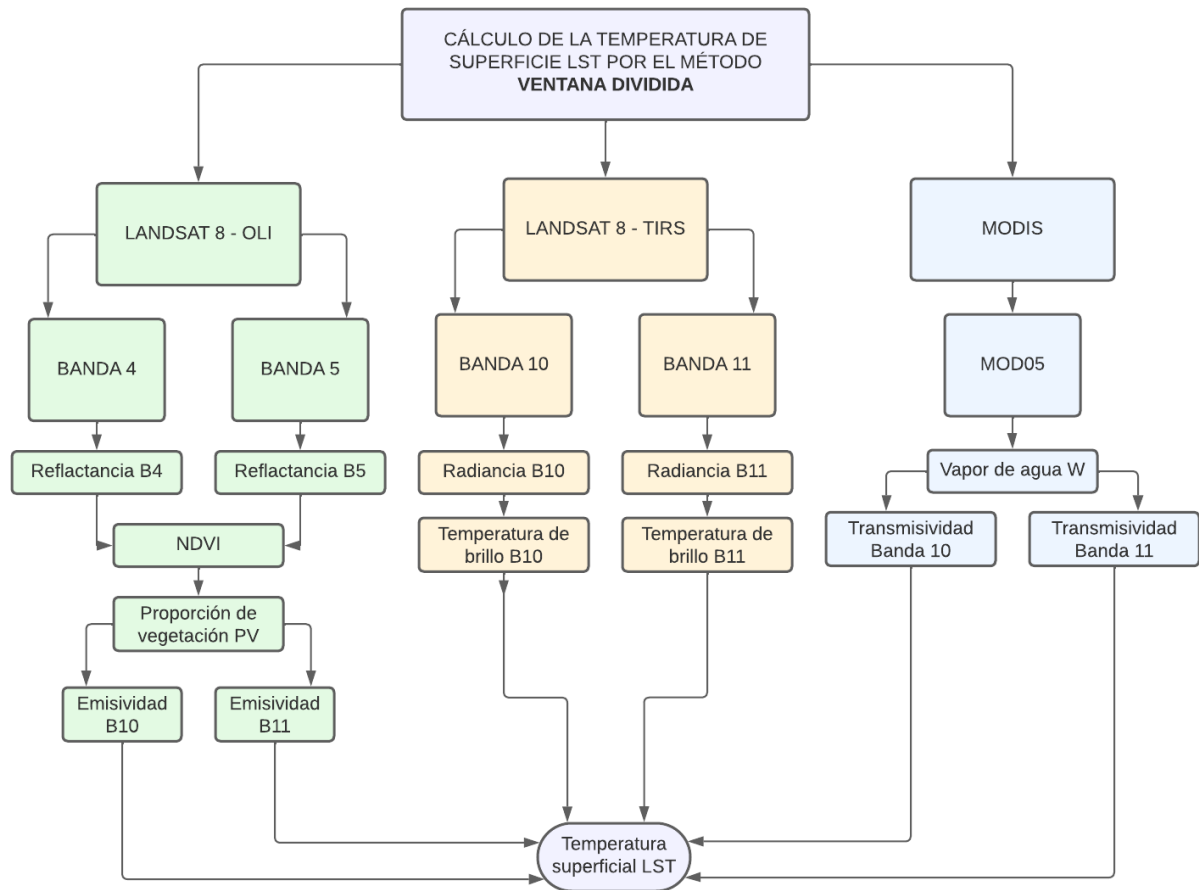 CÁLCULO DE LA TEMPERATURA DE
SUPERFICIE LST POR EL MÉTODO
VENTANA DIVIDIDA
LANDSAT 8 - OLI
LANDSAT 8 - TIRS
MODIS
BANDA 4
BANDA 5
BANDA 10
BANDA 11
MOD05
Reflactancia B4
Reflactancia B5
Radiancia B10
Radiancia B11
Vapor de agua W
NDVI
Temperatura de
brillo B10
Temperatura de
brillo B11
Transmisividad
Banda 10
Transmisividad
Banda 11
Proporción de
vegetación PV
Emisividad
B10
Emisividad
B11
Temperatura
superficial LST